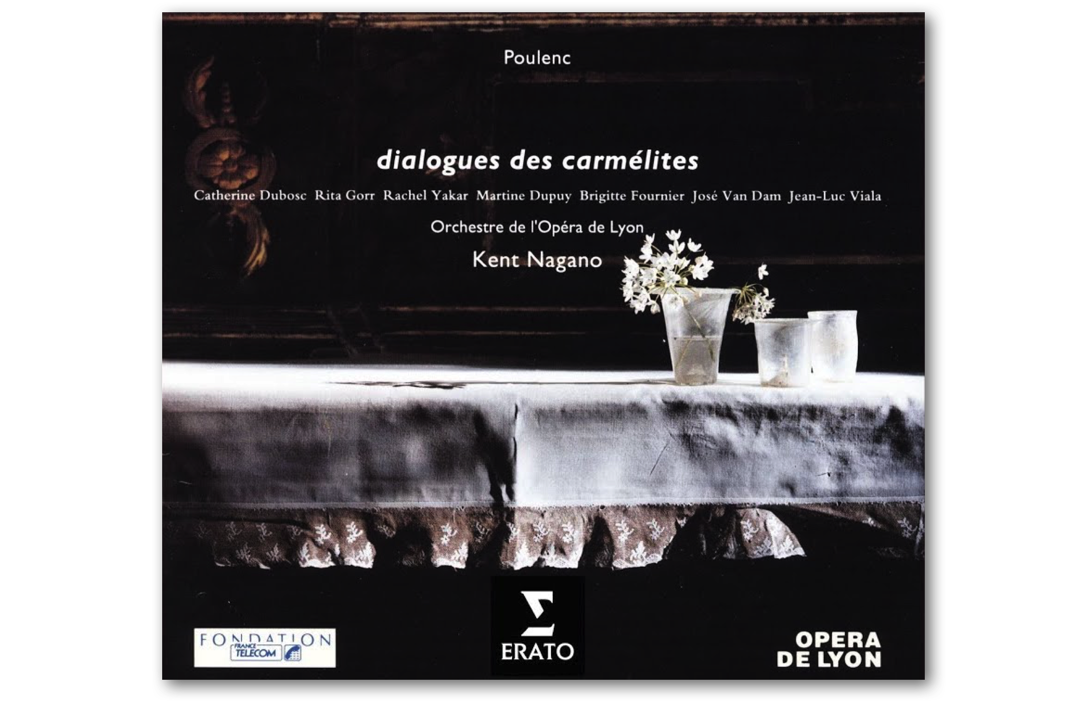 Poulenc
dialogues des carmélites
Catherine Dubosc Rita Gorr Rachel Yakar Martine Dupuy Brigitte Fournier José Van Dam Jean-Luc Viala
Orchestre de l'Opéra de Lyon
Kent Nagano
FONDATION
FRANCE
TELECOM
ERATO
OPERA
DE LYON